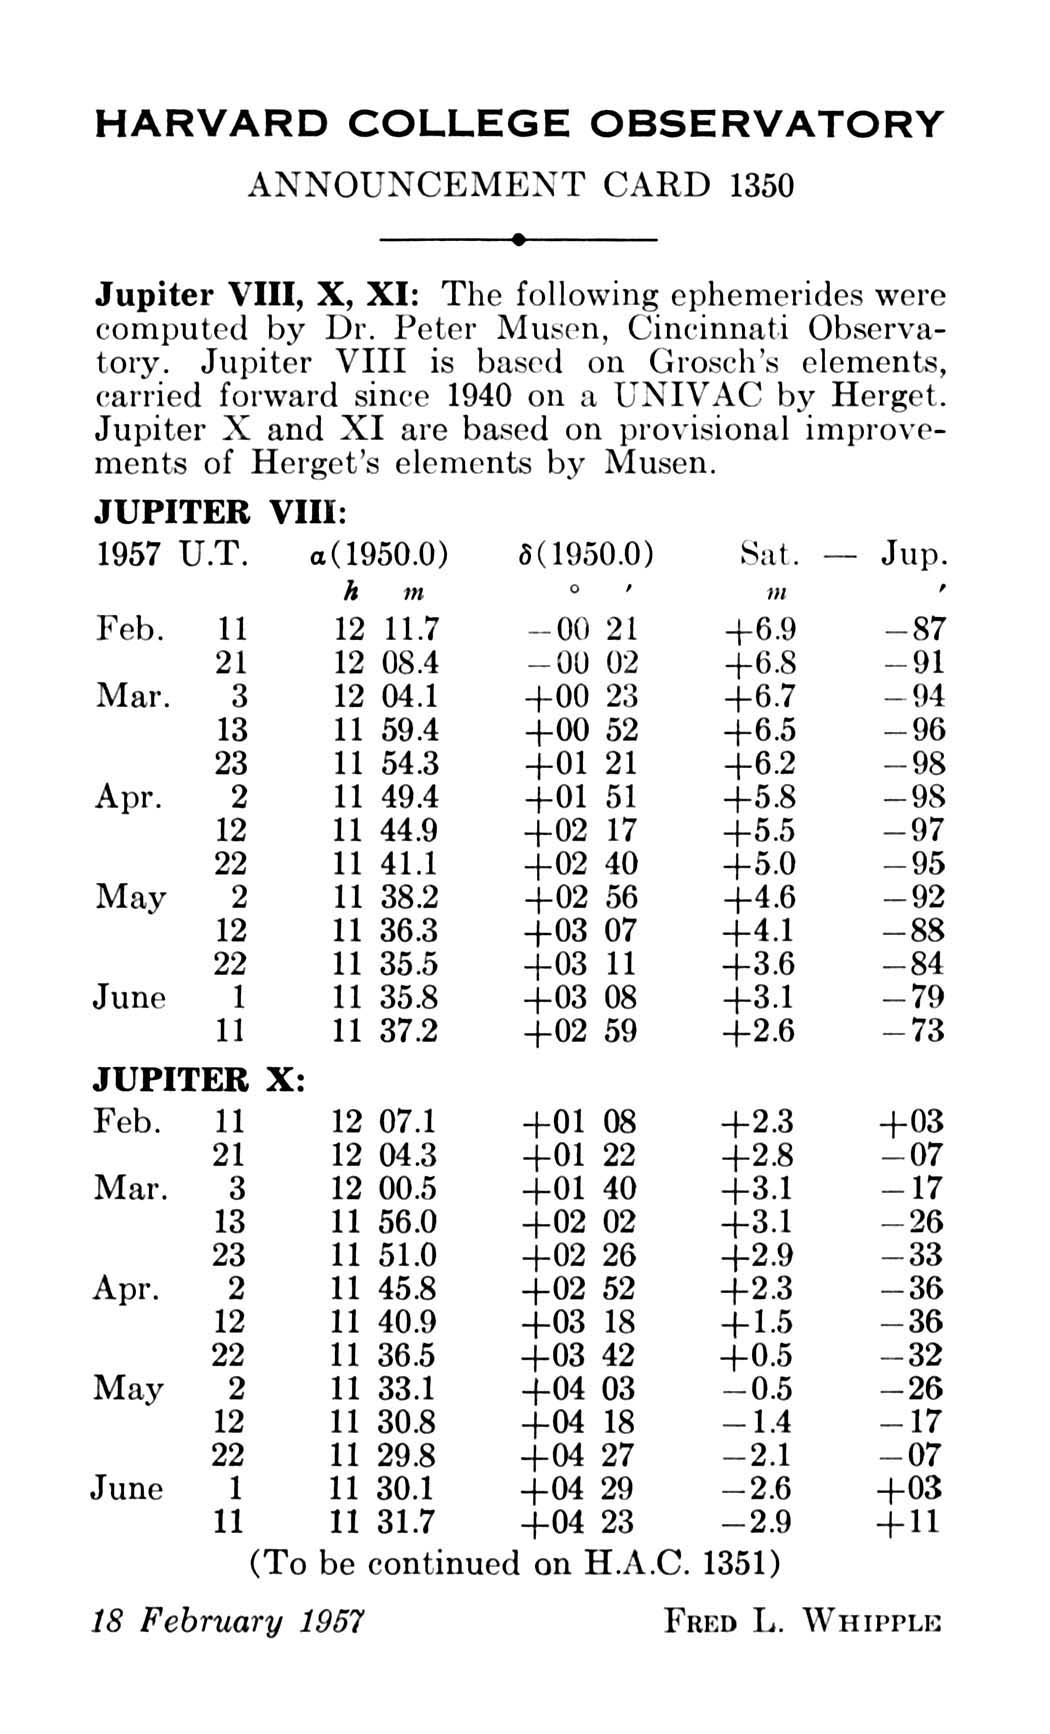 HARVARD COLLEGE OBSERVATORY
ANNOUNCEMENT CARD 1350
Jupiter VIII, X, XI: The following ephemerides were
computed by Dr. Peter Musen, Cincinnati Observa-
tory. Jupiter VIII is based on Grosch's elements,
carried forward since 1940 on a UNIVAC by Herget.
Jupiter X and XI are based on provisional improve-
ments of Herget's elements by Musen.
JUPITER VIII:
1957 U.T. α(1950.0) δ(1950.0) Sat. — Jup.
h m ° ′ m ′
Feb. 11 12 11.7 −00 21 +6.9 −87
21 12 08.4 −00 02 +6.8 −91
Mar. 3 12 04.1 +00 23 +6.7 −94
13 11 59.4 +00 52 +6.5 −96
23 11 54.3 +01 21 +6.2 −98
Apr. 2 11 49.4 +01 51 +5.8 −98
12 11 44.9 +02 17 +5.5 −97
22 11 41.1 +02 40 +5.0 −95
May 2 11 38.2 +02 56 +4.6 −92
12 11 36.3 +03 07 +4.1 −88
22 11 35.5 +03 11 +3.6 −84
June 1 11 35.8 +03 08 +3.1 −79
11 11 37.2 +02 59 +2.6 −73
JUPITER X:
Feb. 11 12 07.1 +01 08 +2.3 +03
21 12 04.3 +01 22 +2.8 −07
Mar. 3 12 00.5 +01 40 +3.1 −17
13 11 56.0 +02 02 +3.1 −26
23 11 51.0 +02 26 +2.9 −33
Apr. 2 11 45.8 +02 52 +2.3 −36
12 11 40.9 +03 18 +1.5 −36
22 11 36.5 +03 42 +0.5 −32
May 2 11 33.1 +04 03 −0.5 −26
12 11 30.8 +04 18 −1.4 −17
22 11 29.8 +04 27 −2.1 −07
June 1 11 30.1 +04 29 −2.6 +03
11 11 31.7 +04 23 −2.9 +11
(To be continued on H.A.C. 1351)
18 February 1957 FRED L. WHIPPLE